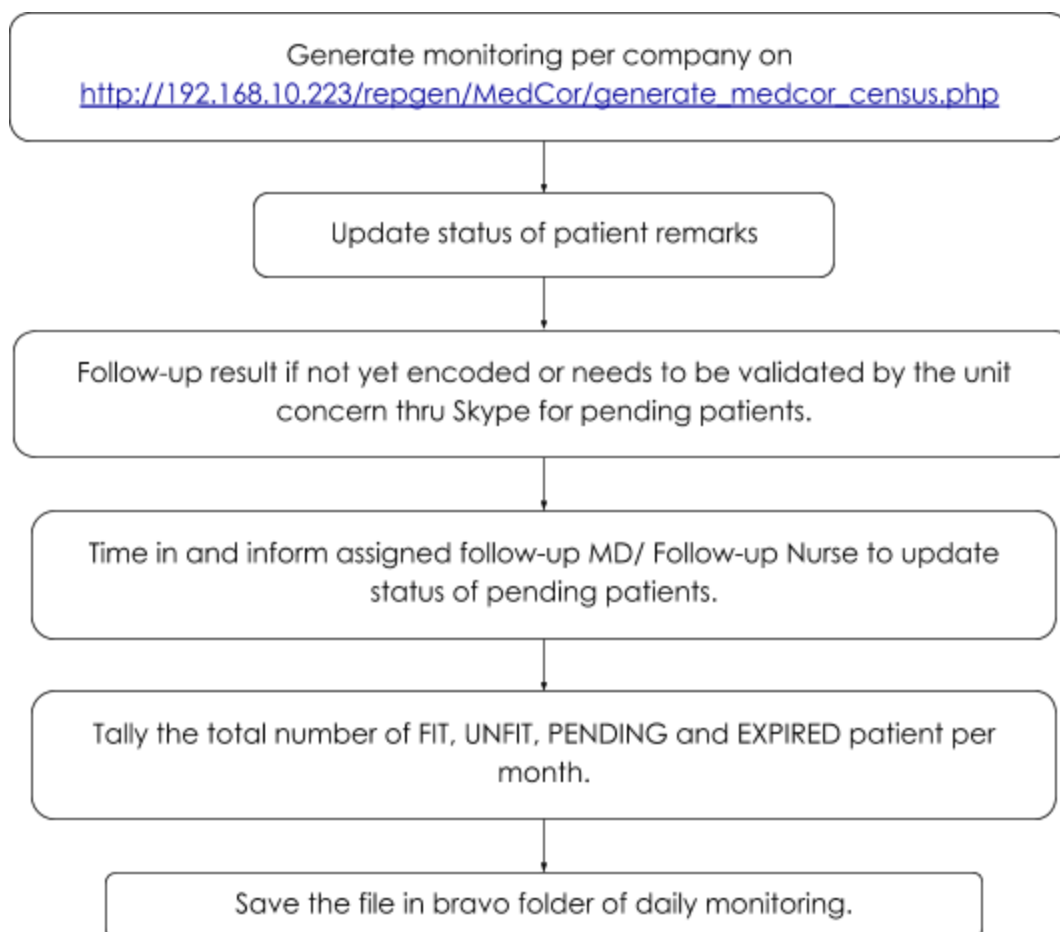 Generate monitoring per company on
http://192.168.10.223/repgen/MedCor/generate_medcor_census.php
Update status of patient remarks
Follow-up result if not yet encoded or needs to be validated by the unit
concern thru Skype for pending patients.
Time in and inform assigned follow-up MD/ Follow-up Nurse to update
status of pending patients.
Tally the total number of FIT, UNFIT, PENDING and EXPIRED patient per
month.
Save the file in bravo folder of daily monitoring.